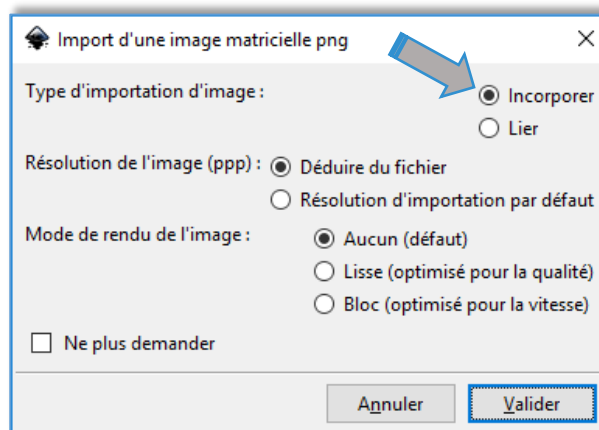 Import d'une image matricielle png
Type d'importation d'image :
Incorporer
Lier
Résolution de l'image (ppp) :
Déduire du fichier
Résolution d'importation par défaut
Mode de rendu de l'image :
Aucun (défaut)
Lisse (optimisé pour la qualité)
Bloc (optimisé pour la vitesse)
Ne plus demander
Annuler
Valider